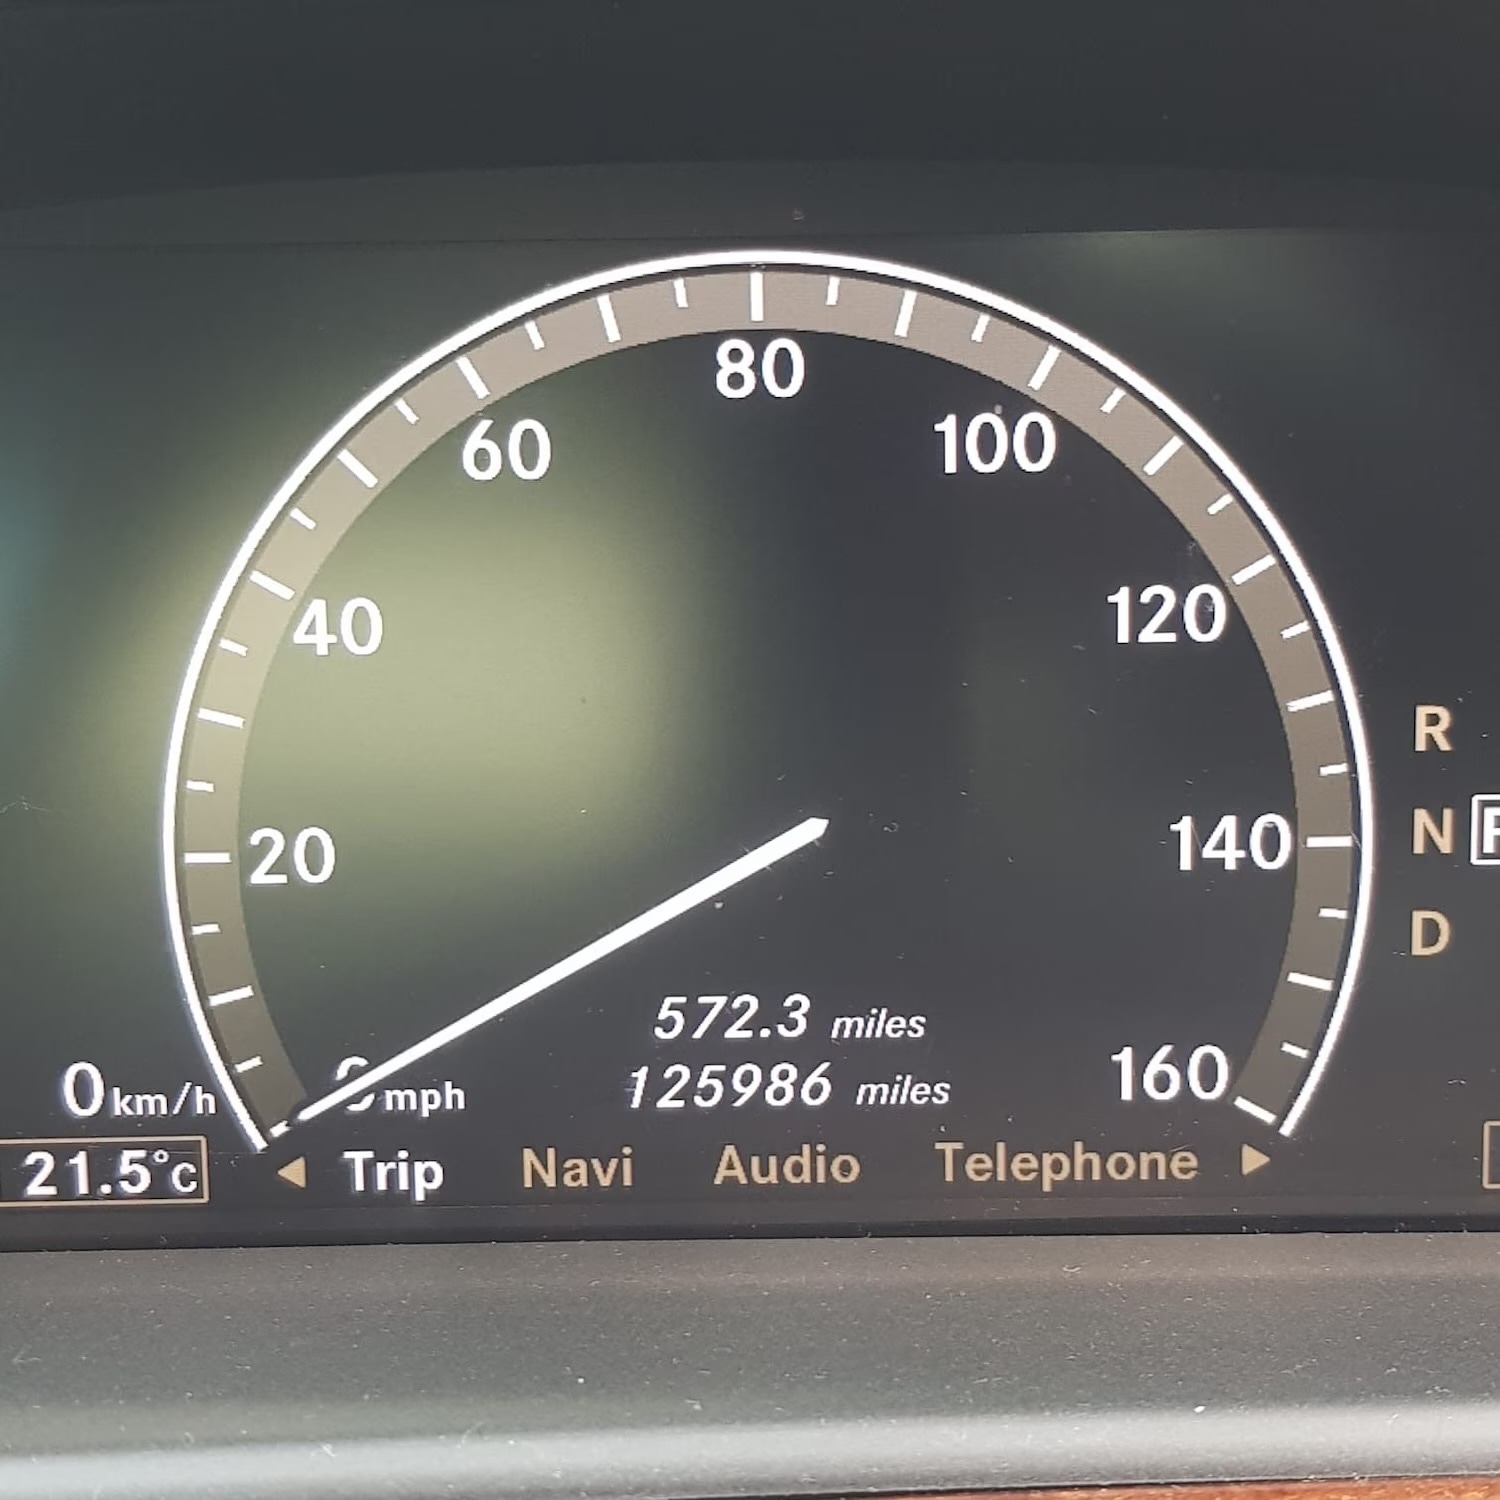 80
60
100
40
120
R
20
140
N
D
572.3 miles
0 km/h
mph
125986 miles
160
21.5°C
Trip
Navi
Audio
Telephone